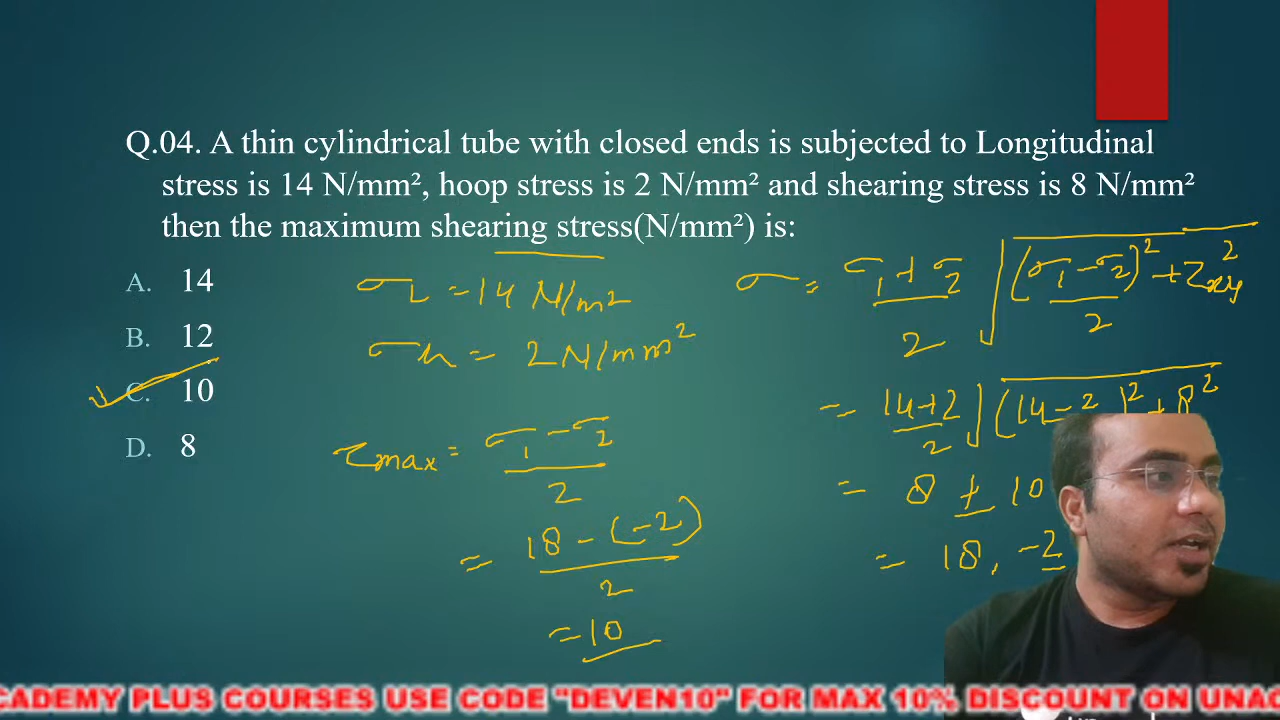 Q.04. A thin cylindrical tube with closed ends is subjected to Longitudinal
stress is 14 N/mm², hoop stress is 2 N/mm² and shearing stress is 8 N/mm²
then the maximum shearing stress(N/mm²) is:
A. 14
B. 12
C. 10
D. 8
σL = 14 N/m²
σh = 2 N/mm²
τmax = σ1 - σ2 / 2
= 18 - (-2) / 2
= 10
σ = σ1 + σ2 / 2 √(σ1 - σ2 / 2)² + τxy²
= 14+2 / 2 √(14-2)² + 8²
= 8 ± 10
= 18, -2
CADEMY PLUS COURSES USE CODE "DEVEN10" FOR MAX 10% DISCOUNT ON UNAC